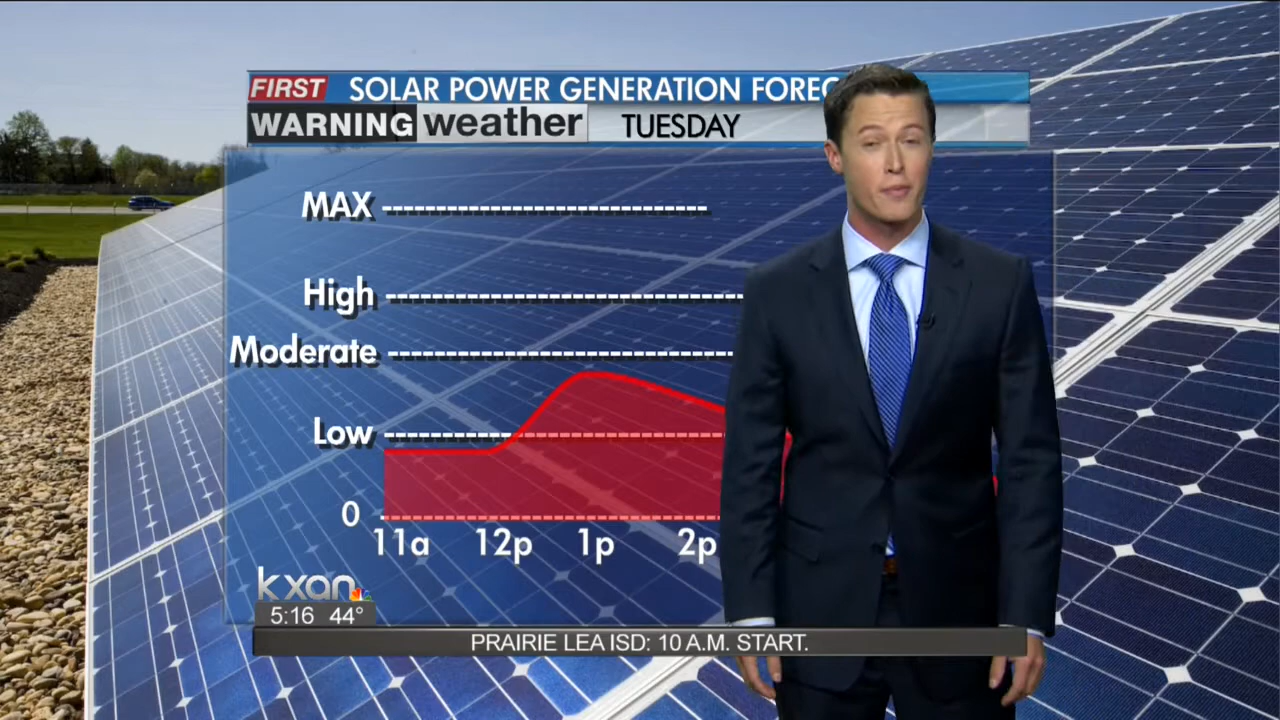 FIRST SOLAR POWER GENERATION FOREC
WARNING weather TUESDAY
MAX
High
Moderate
Low
0
11a 12p 1p 2p
kxan
5:16 44°
PRAIRIE LEA ISD: 10 A.M. START.